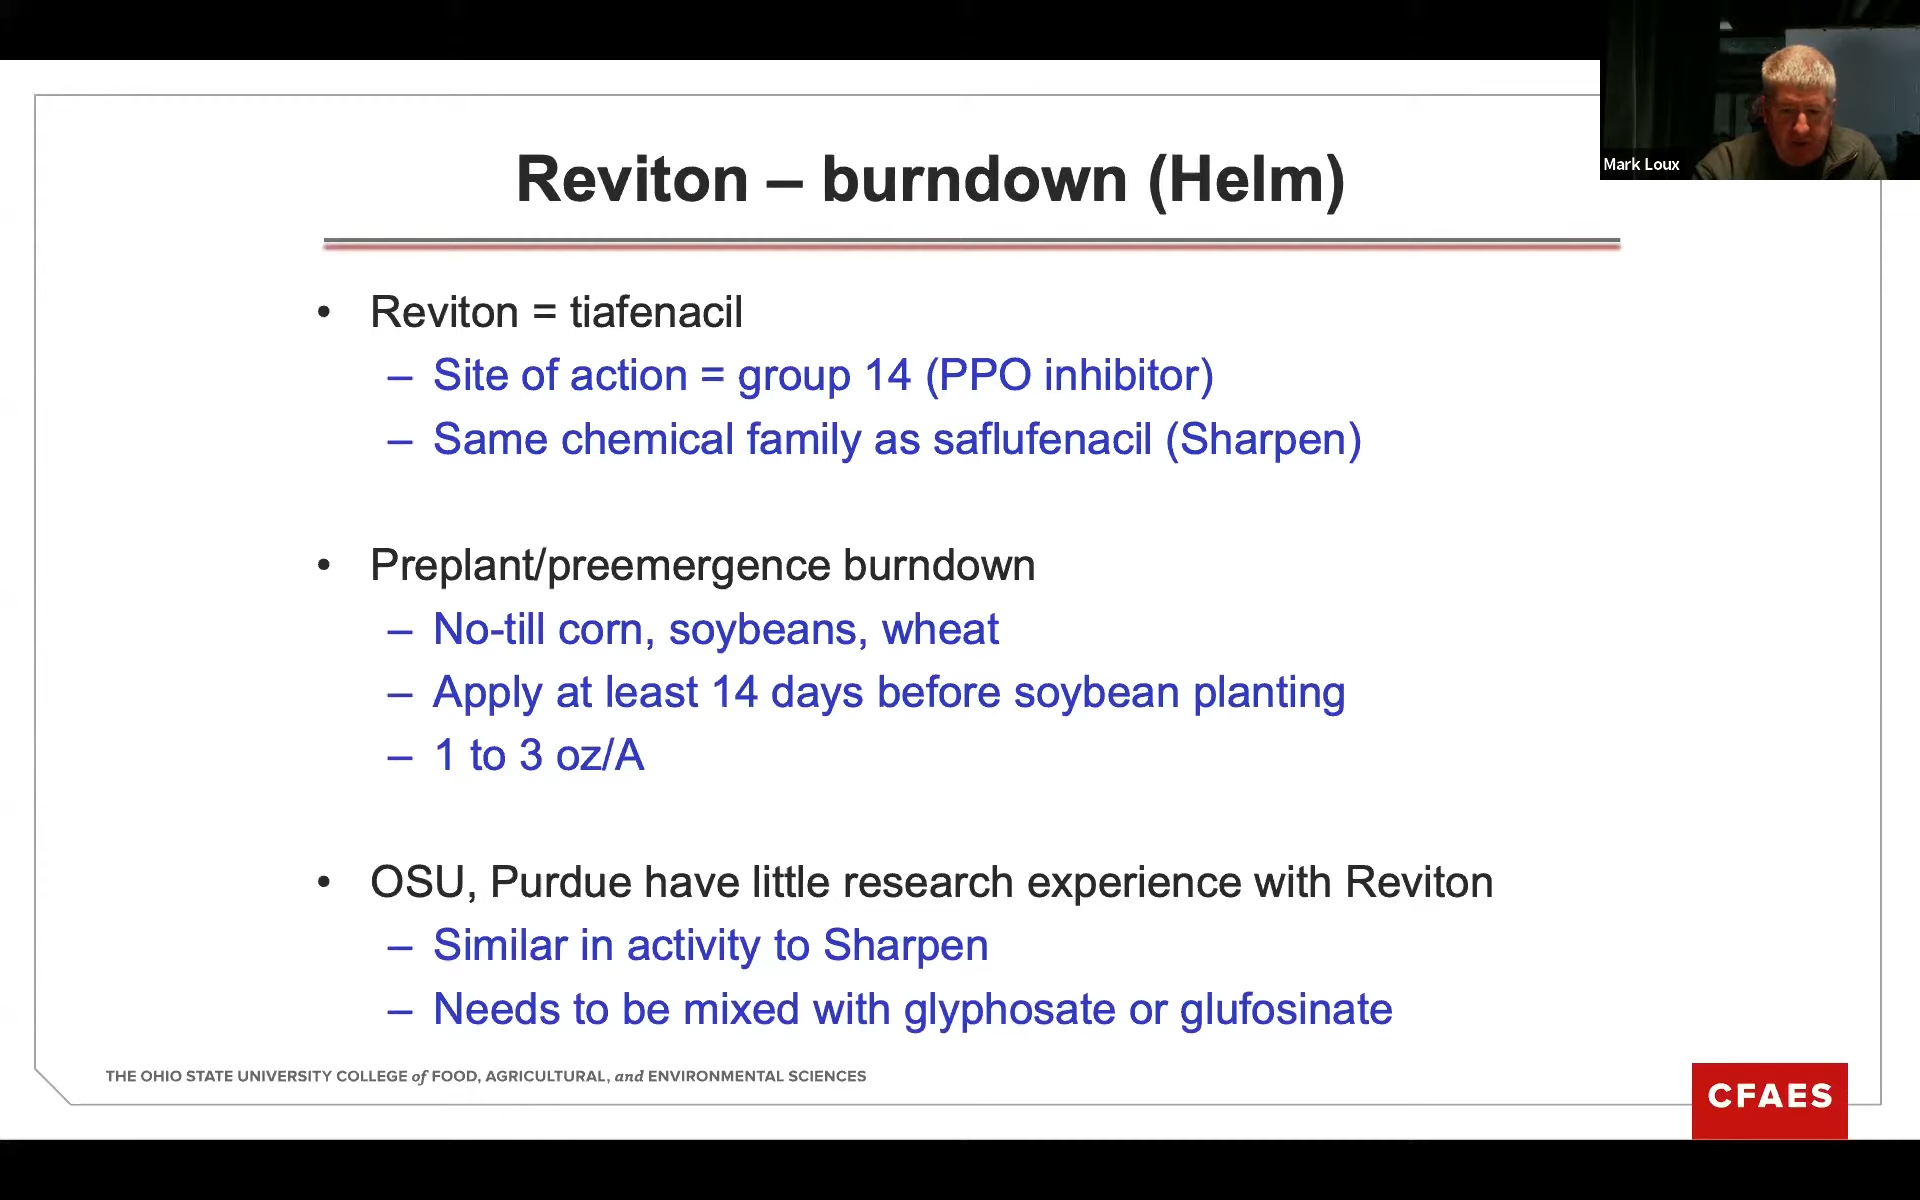 Mark Loux
Reviton – burndown (Helm)
• Reviton = tiafenacil
– Site of action = group 14 (PPO inhibitor)
– Same chemical family as saflufenacil (Sharpen)
• Preplant/preemergence burndown
– No-till corn, soybeans, wheat
– Apply at least 14 days before soybean planting
– 1 to 3 oz/A
• OSU, Purdue have little research experience with Reviton
– Similar in activity to Sharpen
– Needs to be mixed with glyphosate or glufosinate
THE OHIO STATE UNIVERSITY COLLEGE of FOOD, AGRICULTURAL, and ENVIRONMENTAL SCIENCES
CFAES